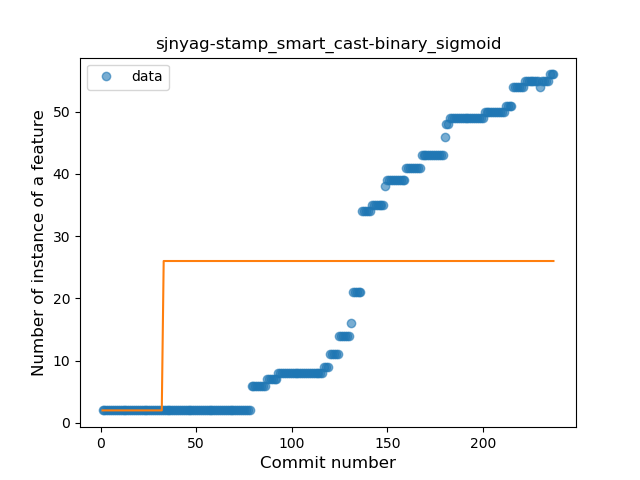 sjnyag-stamp_smart_cast-binary_sigmoid
data
Number of instance of a feature
50
40
30
20
10
0
0 50 100 150 200
Commit number